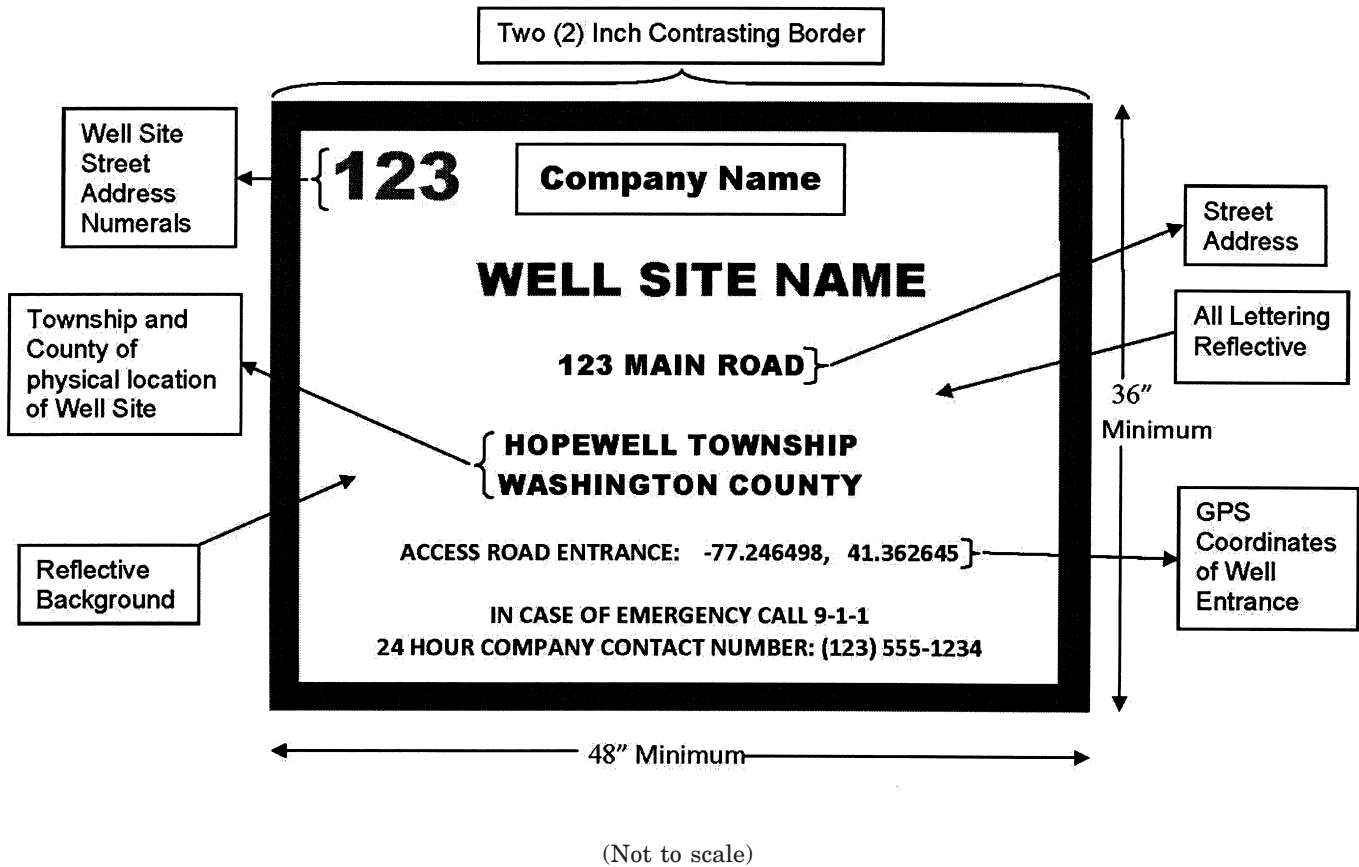 Two (2) Inch Contrasting Border
Well Site
Street
Address
Numerals
123
Company Name
Street
Address
WELL SITE NAME
Township and
County of
physical location
of Well Site
All Lettering
Reflective
123 MAIN ROAD
36″
Minimum
HOPEWELL TOWNSHIP
WASHINGTON COUNTY
GPS
Coordinates
of Well
Entrance
ACCESS ROAD ENTRANCE: -77.246498, 41.362645
Reflective
Background
IN CASE OF EMERGENCY CALL 9-1-1
24 HOUR COMPANY CONTACT NUMBER: (123) 555-1234
48″ Minimum
(Not to scale)